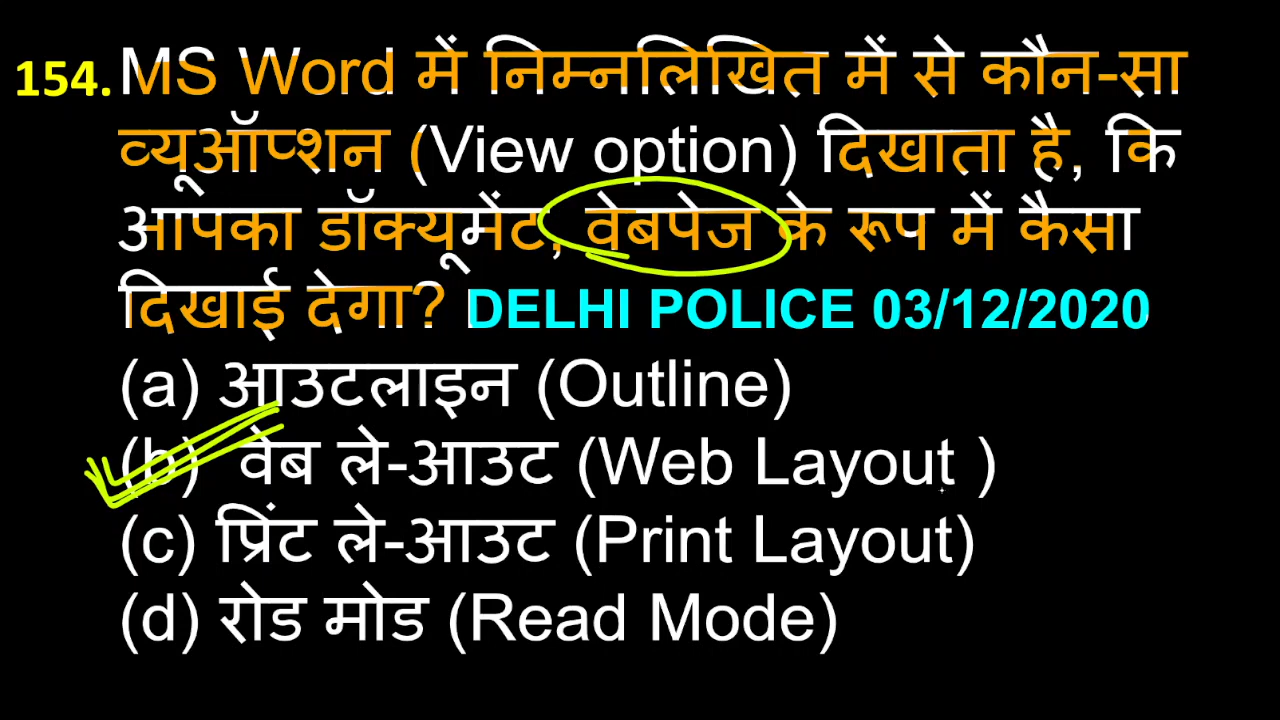 154. MS Word में निम्नलिखित में से कौन-सा
व्यूऑप्शन (View option) दिखाता है, कि
आपका डॉक्यूमेंट, वेबपेज के रूप में कैसा
दिखाई देगा? DELHI POLICE 03/12/2020
(a) आउटलाइन (Outline)
(b) वेब ले-आउट (Web Layout )
(c) प्रिंट ले-आउट (Print Layout)
(d) रोड मोड (Read Mode)